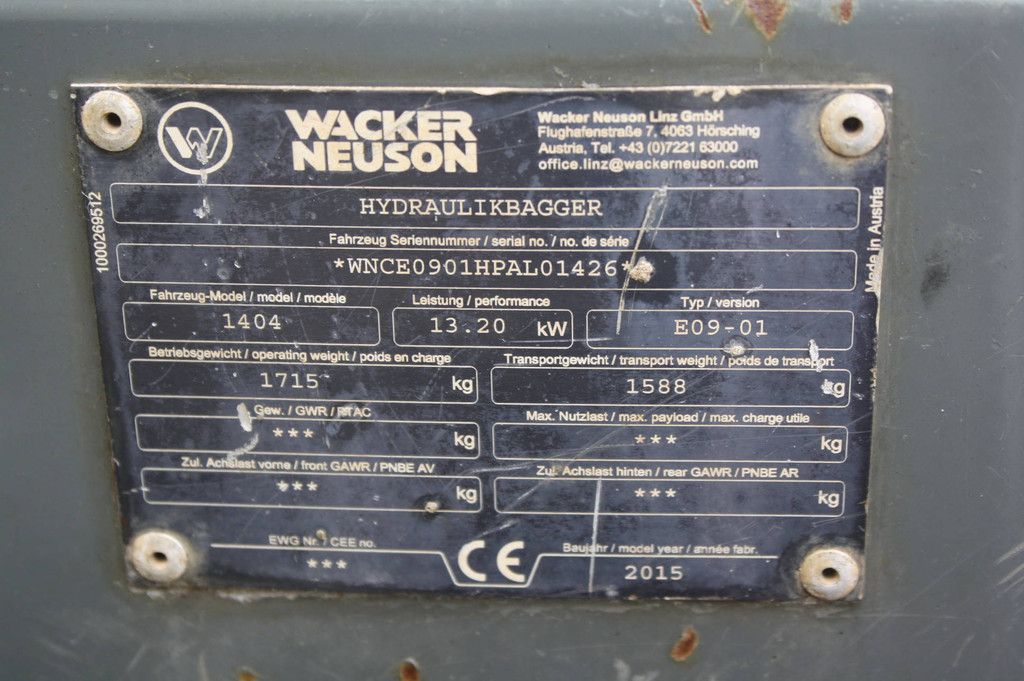 W
WACKER
NEUSON
Wacker Neuson Linz GmbH
Flughafenstraße 7, 4063 Hörsching
Austria, Tel. +43 (0)7221 63000
office.linz@wackerneuson.com
1000269512
Made in Austria
HYDRAULIKBAGGER
Fahrzeug Seriennummer / serial no. / no. de série
*WNCE0901HPAL01426*
Fahrzeug-Model / model / modèle Leistung / performance Typ / version
1404 13.20 kW E09-01
Betriebsgewicht / operating weight / poids en charge Transportgewicht / transport weight / poids de transport
1715 kg 1588 kg
Gew. / GWR / PTAC Max. Nutzlast / max. payload / max. charge utile
*** kg *** kg
Zul. Achslast vorne / front GAWR / PNBE AV Zul. Achslast hinten / rear GAWR / PNBE AR
*** kg *** kg
EWG Nr. / CEE no. CE Baujahr / model year / année fabr.
*** 2015